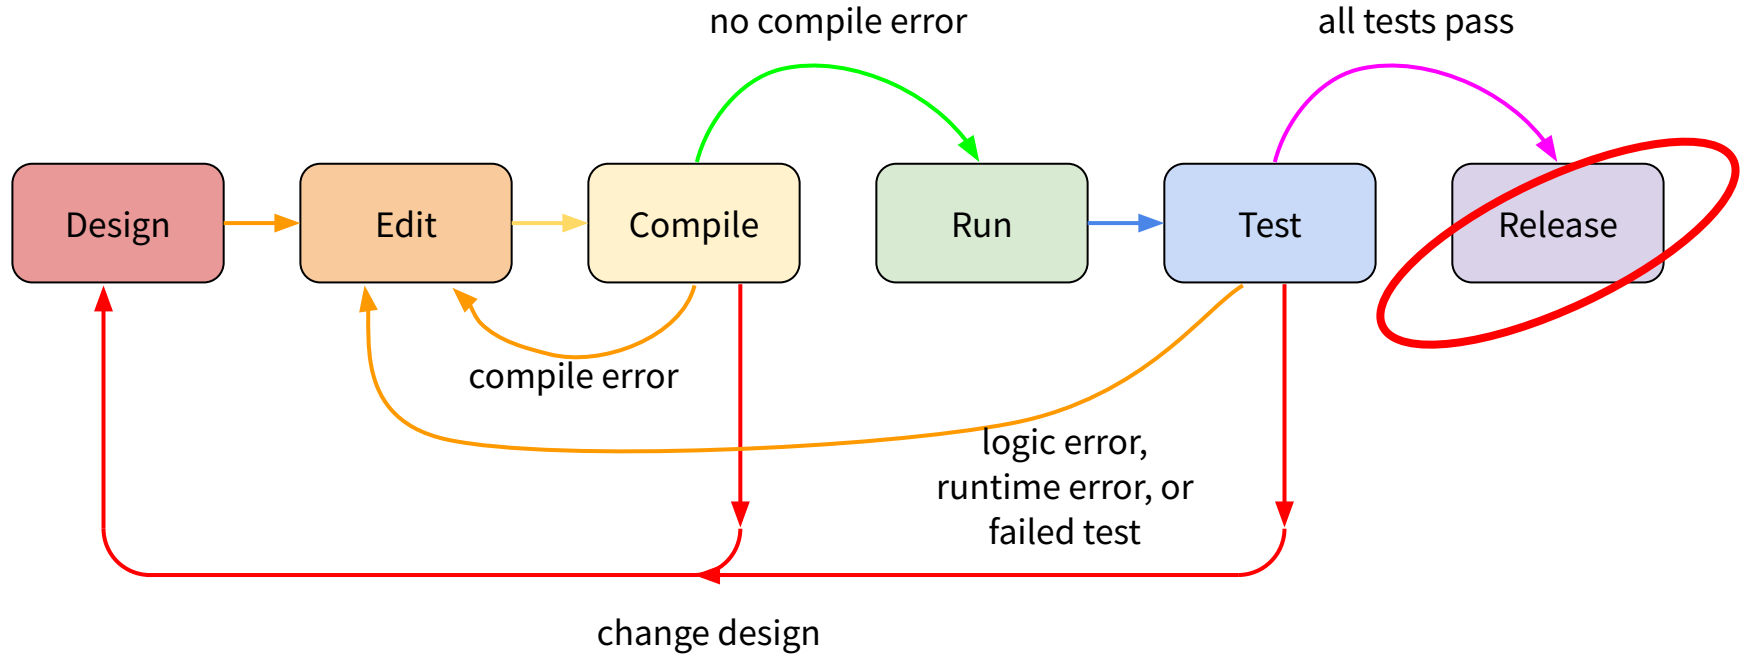 no compile error
all tests pass
Design
Edit
Compile
Run
Test
Release
compile error
logic error,
runtime error, or
failed test
change design